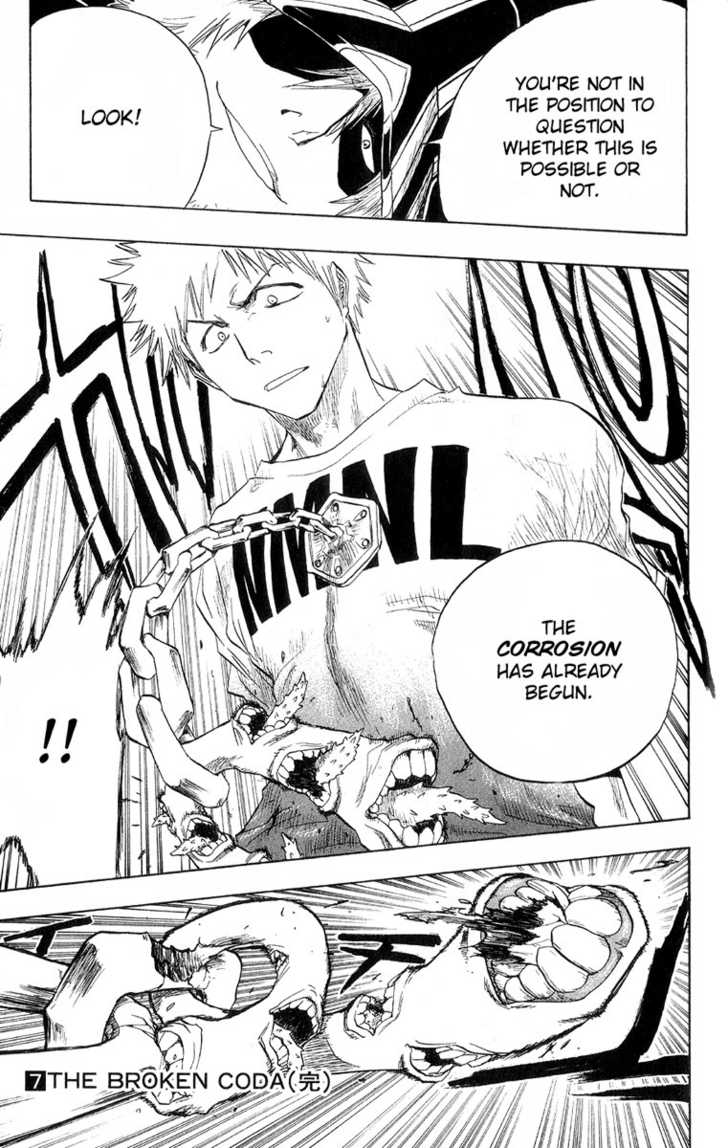 YOU'RE NOT IN
THE POSITION TO
QUESTION
WHETHER THIS IS
POSSIBLE OR
NOT.
LOOK!
THE
CORROSION
HAS ALREADY
BEGUN.
!!
7 THE BROKEN CODA(完)